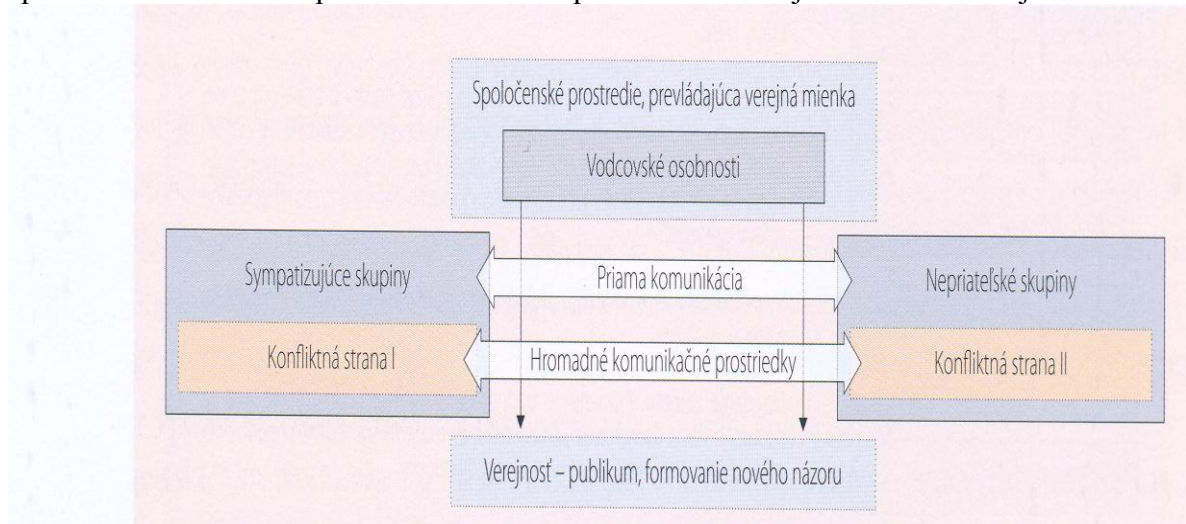 Spoločenské prostredie, prevládajúca verejná mienka
Vodcovské osobnosti
Sympatizujúce skupiny
Priama komunikácia
Nepriateľské skupiny
Konfliktná strana I
Hromadné komunikačné prostriedky
Konfliktná strana II
Verejnosť – publikum, formovanie nového názoru